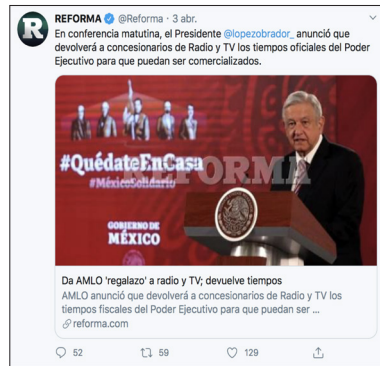 REFORMA @Reforma · 3 abr.
En conferencia matutina, el Presidente @lopezobrador_ anunció que
devolverá a concesionarios de Radio y TV los tiempos oficiales del Poder
Ejecutivo para que puedan ser comercializados.
#QuédateEnCasa
#MéxicoSolidario
REFORMA
GOBIERNO DE
MÉXICO
Da AMLO 'regalazo' a radio y TV; devuelve tiempos
AMLO anunció que devolverá a concesionarios de Radio y TV los
tiempos fiscales del Poder Ejecutivo para que puedan ser ...
reforma.com
52 59 129